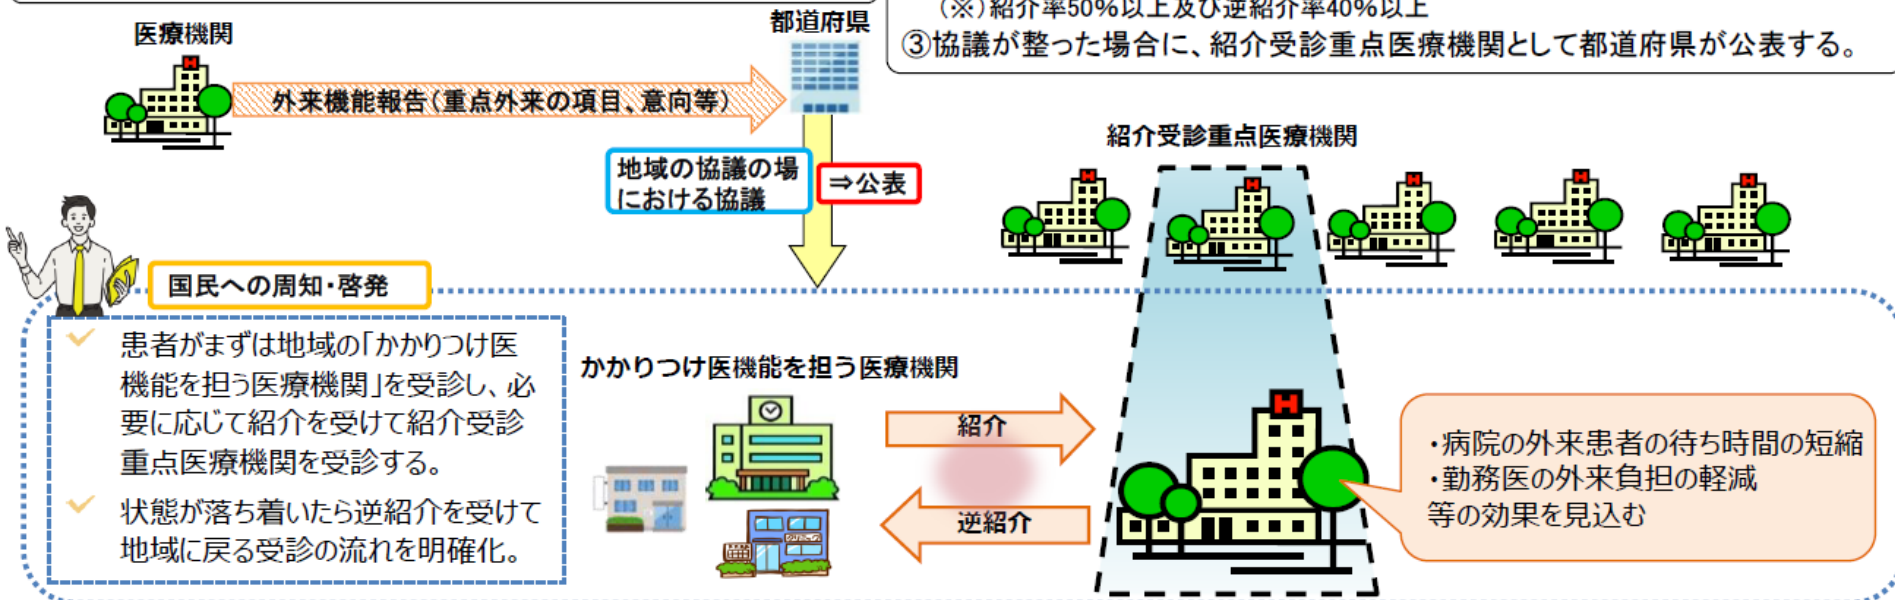 (※)紹介率50%以上及び逆紹介率40%以上
③協議が整った場合に、紹介受診重点医療機関として都道府県が公表する。
医療機関
都道府県
外来機能報告(重点外来の項目、意向等)
地域の協議の場
における協議
⇒公表
紹介受診重点医療機関
国民への周知・啓発
患者がまずは地域の「かかりつけ医
機能を担う医療機関」を受診し、必
要に応じて紹介を受けて紹介受診
重点医療機関を受診する。
状態が落ち着いたら逆紹介を受けて
地域に戻る受診の流れを明確化。
かかりつけ医機能を担う医療機関
紹介
逆紹介
・病院の外来患者の待ち時間の短縮
・勤務医の外来負担の軽減
等の効果を見込む
H
H
H
H
H
H
H